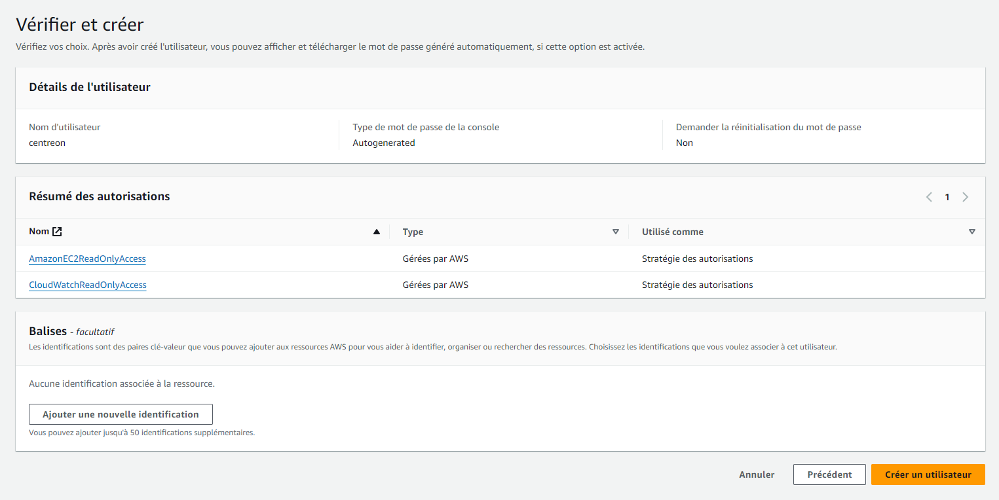 Vérifier et créer
Vérifiez vos choix. Après avoir créé l'utilisateur, vous pouvez afficher et télécharger le mot de passe généré automatiquement, si cette option est activée.
Détails de l'utilisateur
Nom d'utilisateur
centreon
Type de mot de passe de la console
Autogenerated
Demander la réinitialisation du mot de passe
Non
Résumé des autorisations
1
Nom Type Utilisé comme
AmazonEC2ReadOnlyAccess Gérées par AWS Stratégie des autorisations
CloudWatchReadOnlyAccess Gérées par AWS Stratégie des autorisations
Balises - facultatif
Les identifications sont des paires clé-valeur que vous pouvez ajouter aux ressources AWS pour vous aider à identifier, organiser ou rechercher des ressources. Choisissez les identifications que vous voulez associer à cet utilisateur.
Aucune identification associée à la ressource.
Ajouter une nouvelle identification
Vous pouvez ajouter jusqu'à 50 identifications supplémentaires.
Annuler Précédent Créer un utilisateur